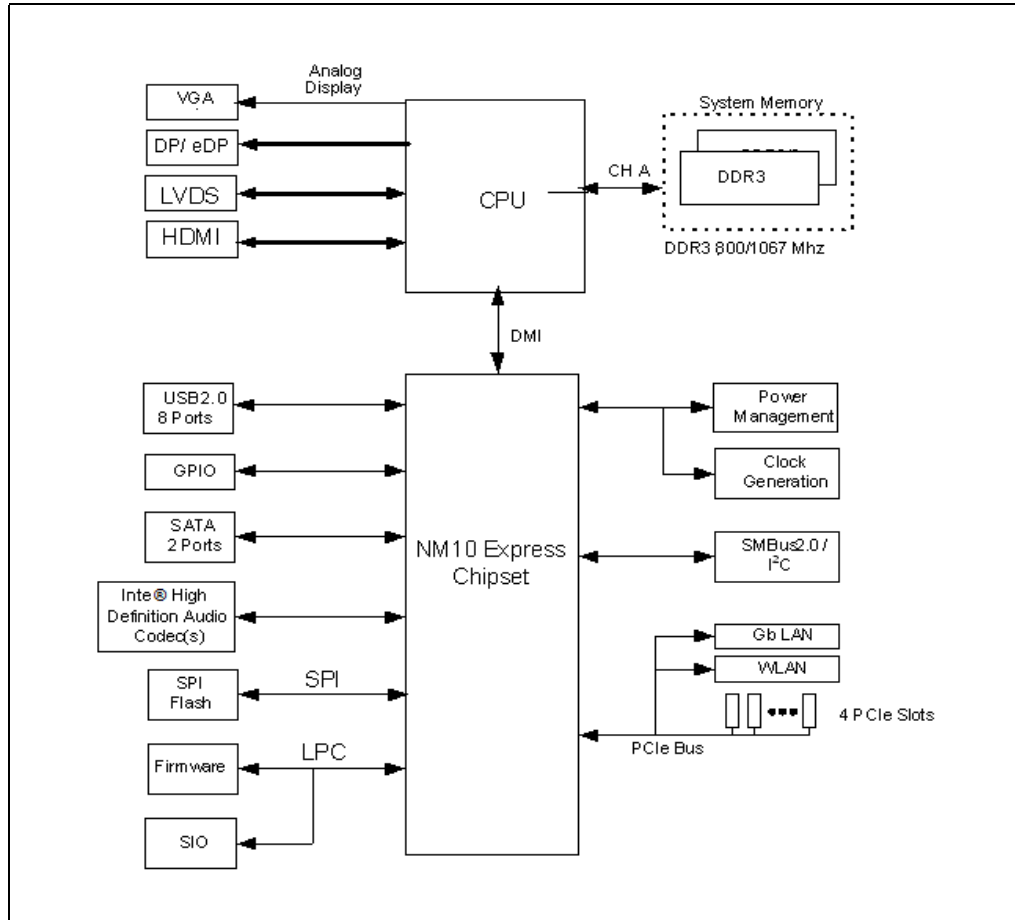 Analog
Display
VGA
DP/ eDP
LVDS
HDMI
CPU
CH A
System Memory
DDR3
DDR3 800/1067 Mhz
DMI
USB2.0
8 Ports
GPIO
SATA
2 Ports
Inte® High
Definition Audio
Codec(s)
SPI
Flash
SPI
Firmware
LPC
SIO
NM10 Express
Chipset
Power
Management
Clock
Generation
SMBus2.0 /
I²C
Gb LAN
WLAN
4 PCIe Slots
PCIe Bus